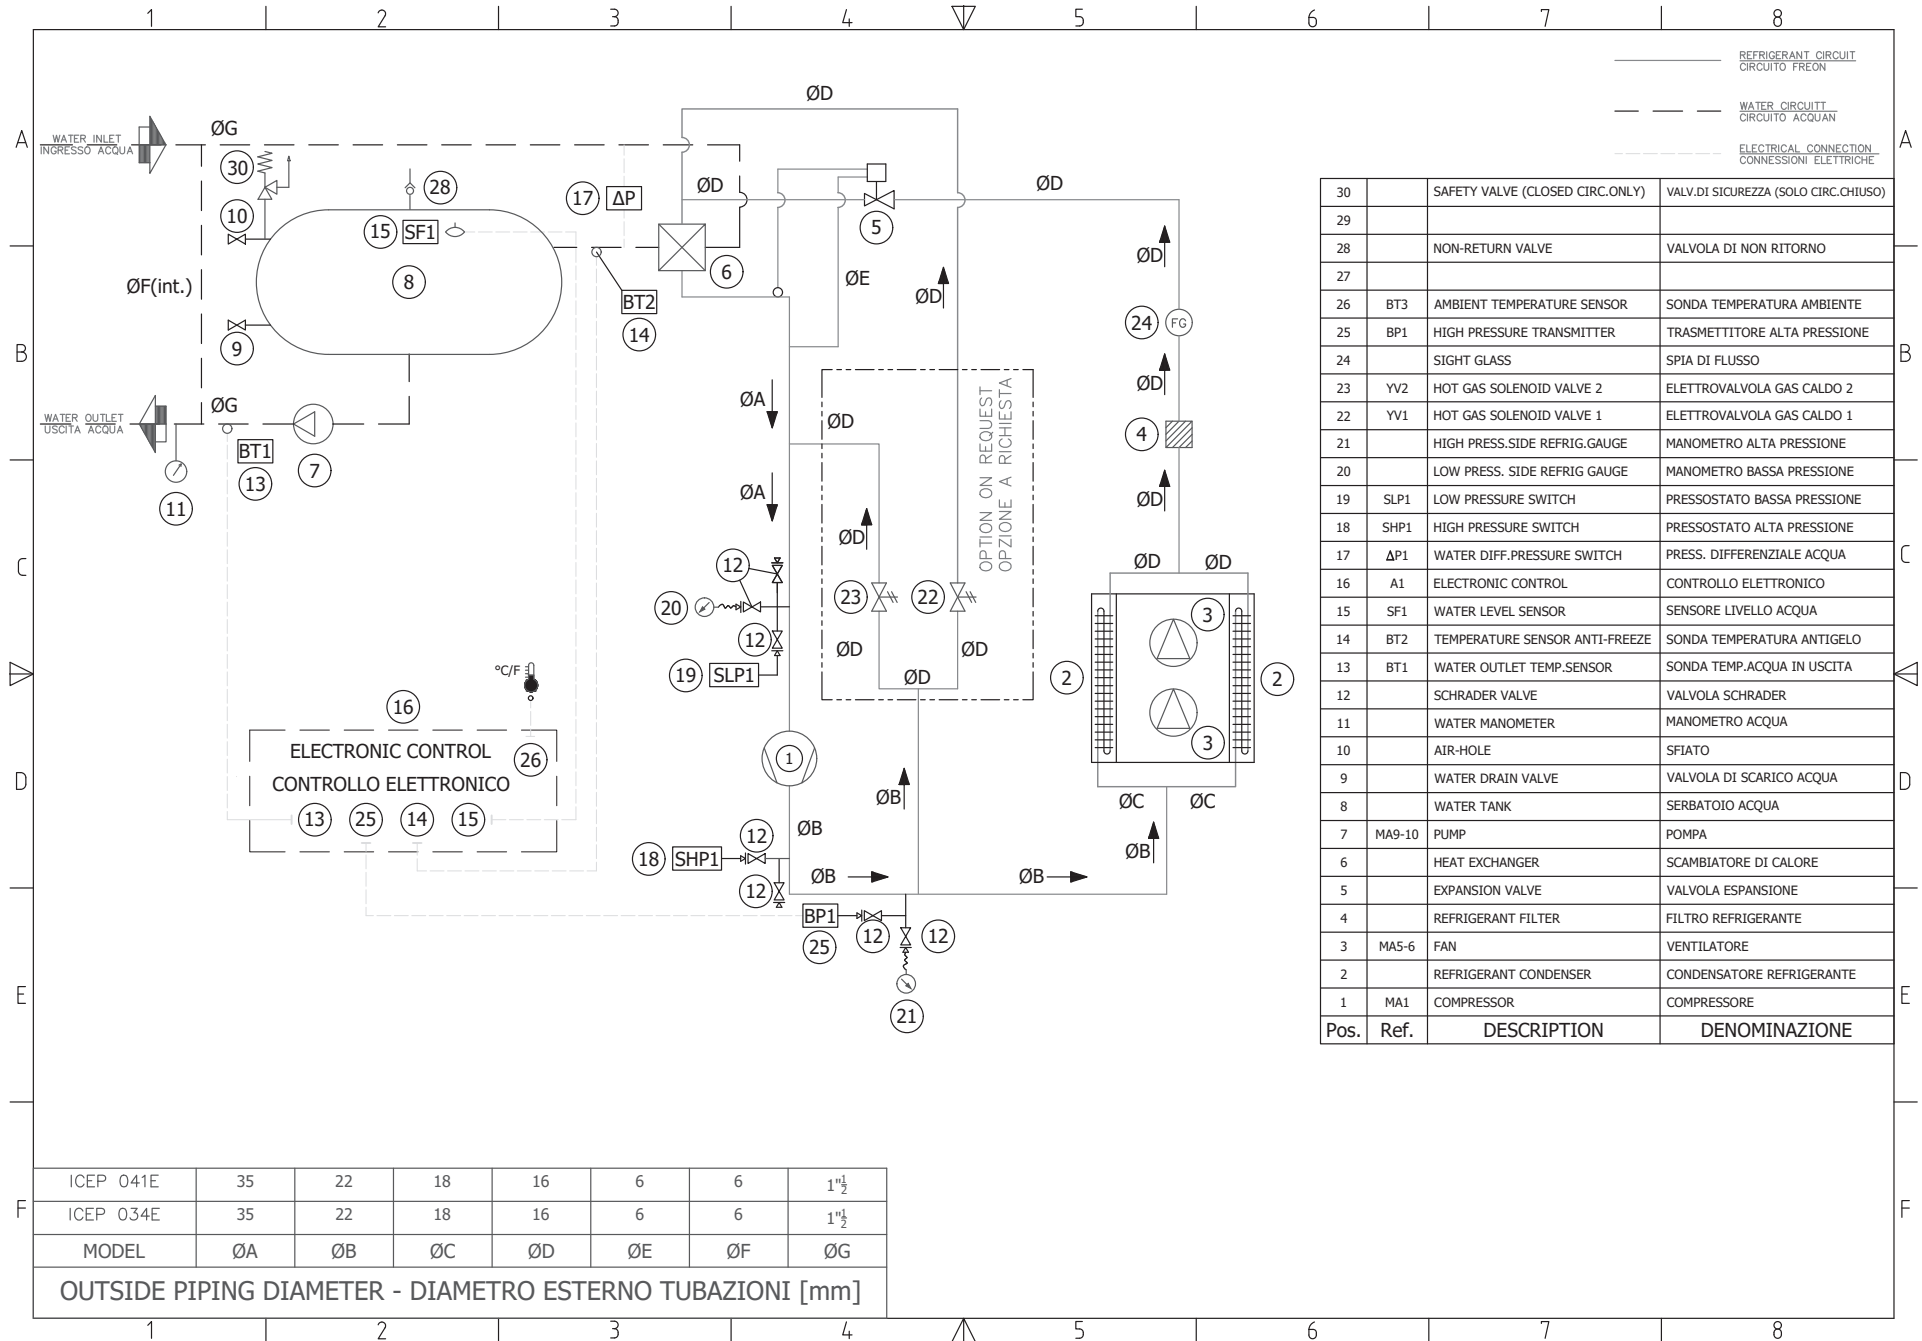 1 2 3 4 5 6 7 8
REFRIGERANT CIRCUIT
CIRCUITO FREON
WATER CIRCUITT
CIRCUITO ACQUAN
ELECTRICAL CONNECTION
CONNESSIONI ELETTRICHE
A
A
B
B
C
C
D
D
E
E
F
F
WATER INLET
INGRESSO ACQUA
ØG
30
10
28
15 SF1
8
ØF(int.)
9
17 ΔP
ØD
ØD
ØD
5
6
BT2
14
ØE
ØD
ØD
24 FG
ØD
4
ØD
WATER OUTLET
USCITA ACQUA
ØG
BT1
13
11
7
ØA
ØA
ØD
OPTION ON REQUEST
OPZIONE A RICHIESTA
ØD
23
22
ØD
ØD
ØD
12
20
12
19 SLP1
ØD ØD
3
2
2
3
ØC ØC
°C/F
16
ELECTRONIC CONTROL
CONTROLLO ELETTRONICO
26
13 25 14 15
1
ØB
ØB
12
18 SHP1
12
ØB
ØB
ØB
BP1
25
12
12
21
30 SAFETY VALVE (CLOSED CIRC.ONLY) VALV.DI SICUREZZA (SOLO CIRC.CHIUSO)
29
28 NON-RETURN VALVE VALVOLA DI NON RITORNO
27
26 BT3 AMBIENT TEMPERATURE SENSOR SONDA TEMPERATURA AMBIENTE
25 BP1 HIGH PRESSURE TRANSMITTER TRASMETTITORE ALTA PRESSIONE
24 SIGHT GLASS SPIA DI FLUSSO
23 YV2 HOT GAS SOLENOID VALVE 2 ELETTROVALVOLA GAS CALDO 2
22 YV1 HOT GAS SOLENOID VALVE 1 ELETTROVALVOLA GAS CALDO 1
21 HIGH PRESS.SIDE REFRIG.GAUGE MANOMETRO ALTA PRESSIONE
20 LOW PRESS. SIDE REFRIG GAUGE MANOMETRO BASSA PRESSIONE
19 SLP1 LOW PRESSURE SWITCH PRESSOSTATO BASSA PRESSIONE
18 SHP1 HIGH PRESSURE SWITCH PRESSOSTATO ALTA PRESSIONE
17 ΔP1 WATER DIFF.PRESSURE SWITCH PRESS. DIFFERENZIALE ACQUA
16 A1 ELECTRONIC CONTROL CONTROLLO ELETTRONICO
15 SF1 WATER LEVEL SENSOR SENSORE LIVELLO ACQUA
14 BT2 TEMPERATURE SENSOR ANTI-FREEZE SONDA TEMPERATURA ANTIGELO
13 BT1 WATER OUTLET TEMP.SENSOR SONDA TEMP.ACQUA IN USCITA
12 SCHRADER VALVE VALVOLA SCHRADER
11 WATER MANOMETER MANOMETRO ACQUA
10 AIR-HOLE SFIATO
9 WATER DRAIN VALVE VALVOLA DI SCARICO ACQUA
8 WATER TANK SERBATOIO ACQUA
7 MA9-10 PUMP POMPA
6 HEAT EXCHANGER SCAMBIATORE DI CALORE
5 EXPANSION VALVE VALVOLA ESPANSIONE
4 REFRIGERANT FILTER FILTRO REFRIGERANTE
3 MA5-6 FAN VENTILATORE
2 REFRIGERANT CONDENSER CONDENSATORE REFRIGERANTE
1 MA1 COMPRESSOR COMPRESSORE
Pos. Ref. DESCRIPTION DENOMINAZIONE
ICEP 041E 35 22 18 16 6 6 1"½
ICEP 034E 35 22 18 16 6 6 1"½
MODEL ØA ØB ØC ØD ØE ØF ØG
OUTSIDE PIPING DIAMETER - DIAMETRO ESTERNO TUBAZIONI [mm]
1 2 3 4 5 6 7 8